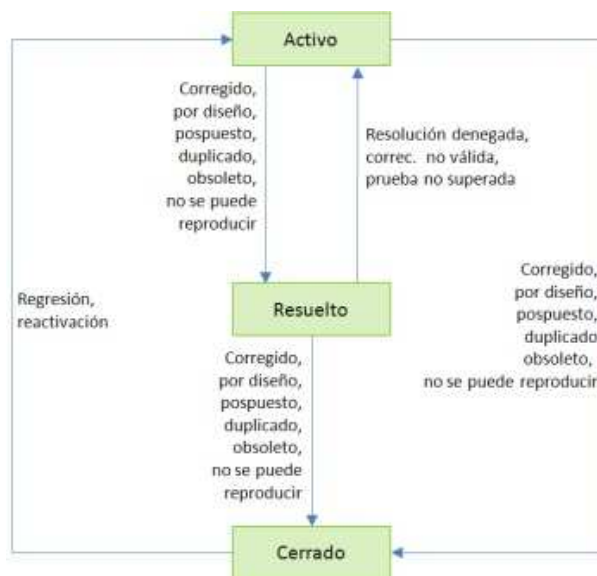 Activo
Corregido,
por diseño,
pospuesto,
duplicado,
obsoleto,
no se puede
reproducir
Resolución denegada,
correc. no válida,
prueba no superada
Regresión,
reactivación
Corregido,
por diseño,
pospuesto,
duplicado
obsoleto,
no se puede reproducir
Resuelto
Corregido,
por diseño,
pospuesto,
duplicado,
obsoleto,
no se puede
reproducir
Cerrado